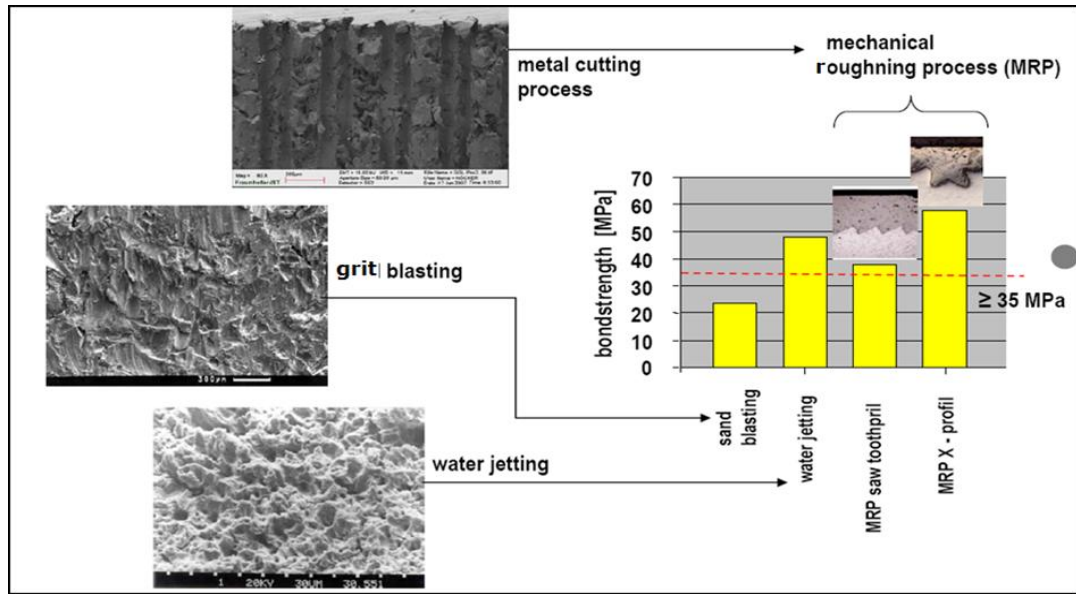 metal cutting
process
mechanical
roughning process (MRP)
300µm
grit blasting
300µm
water jetting
1 20KV 30UM 30.551
bondstrength [MPa]
70
60
50
40
30
20
10
0
≥ 35 MPa
sand
blasting
water jetting
MRP saw toothpril
MRP X - profil